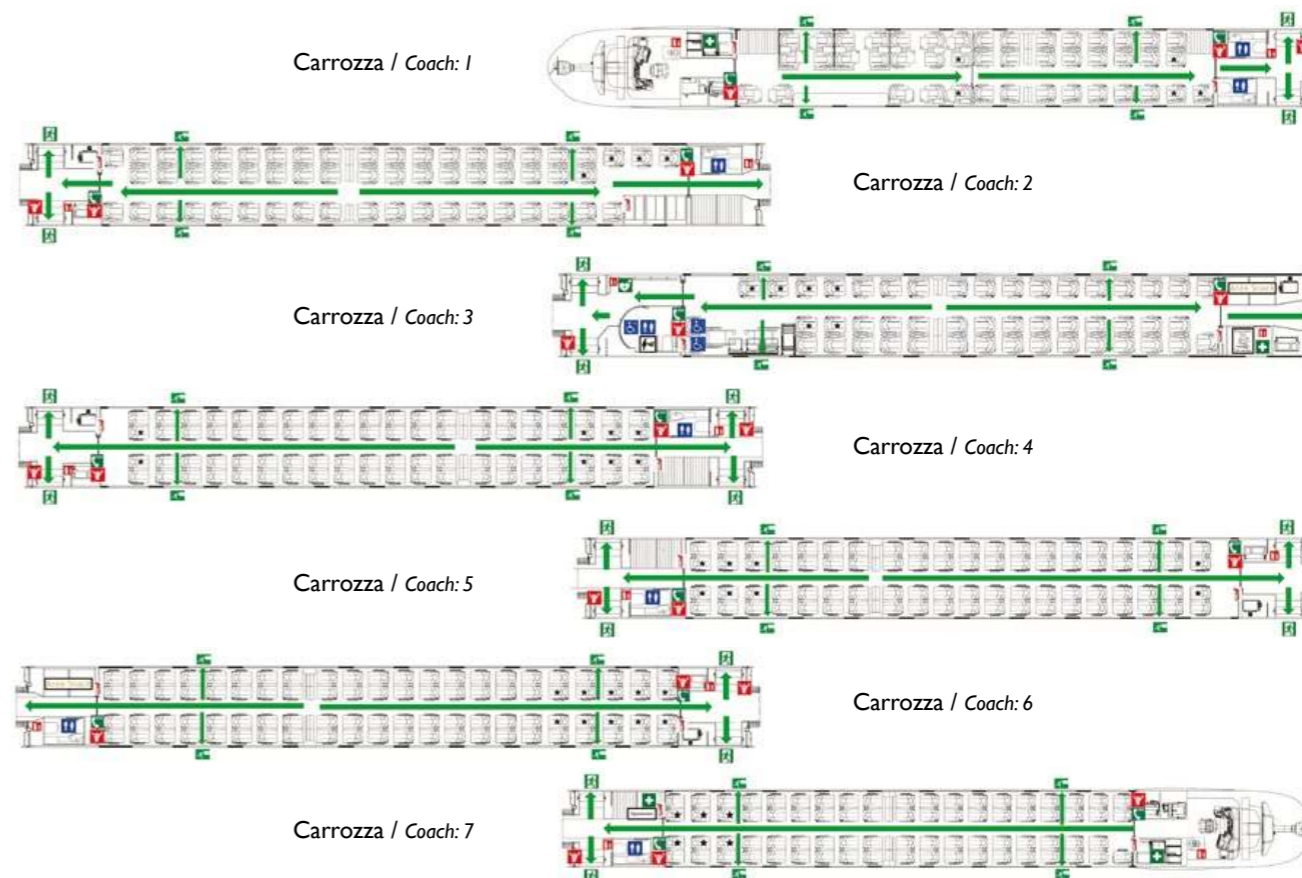 Carrozza / Coach: 1
Carrozza / Coach: 2
Carrozza / Coach: 3
Carrozza / Coach: 4
Carrozza / Coach: 5
Carrozza / Coach: 6
Carrozza / Coach: 7